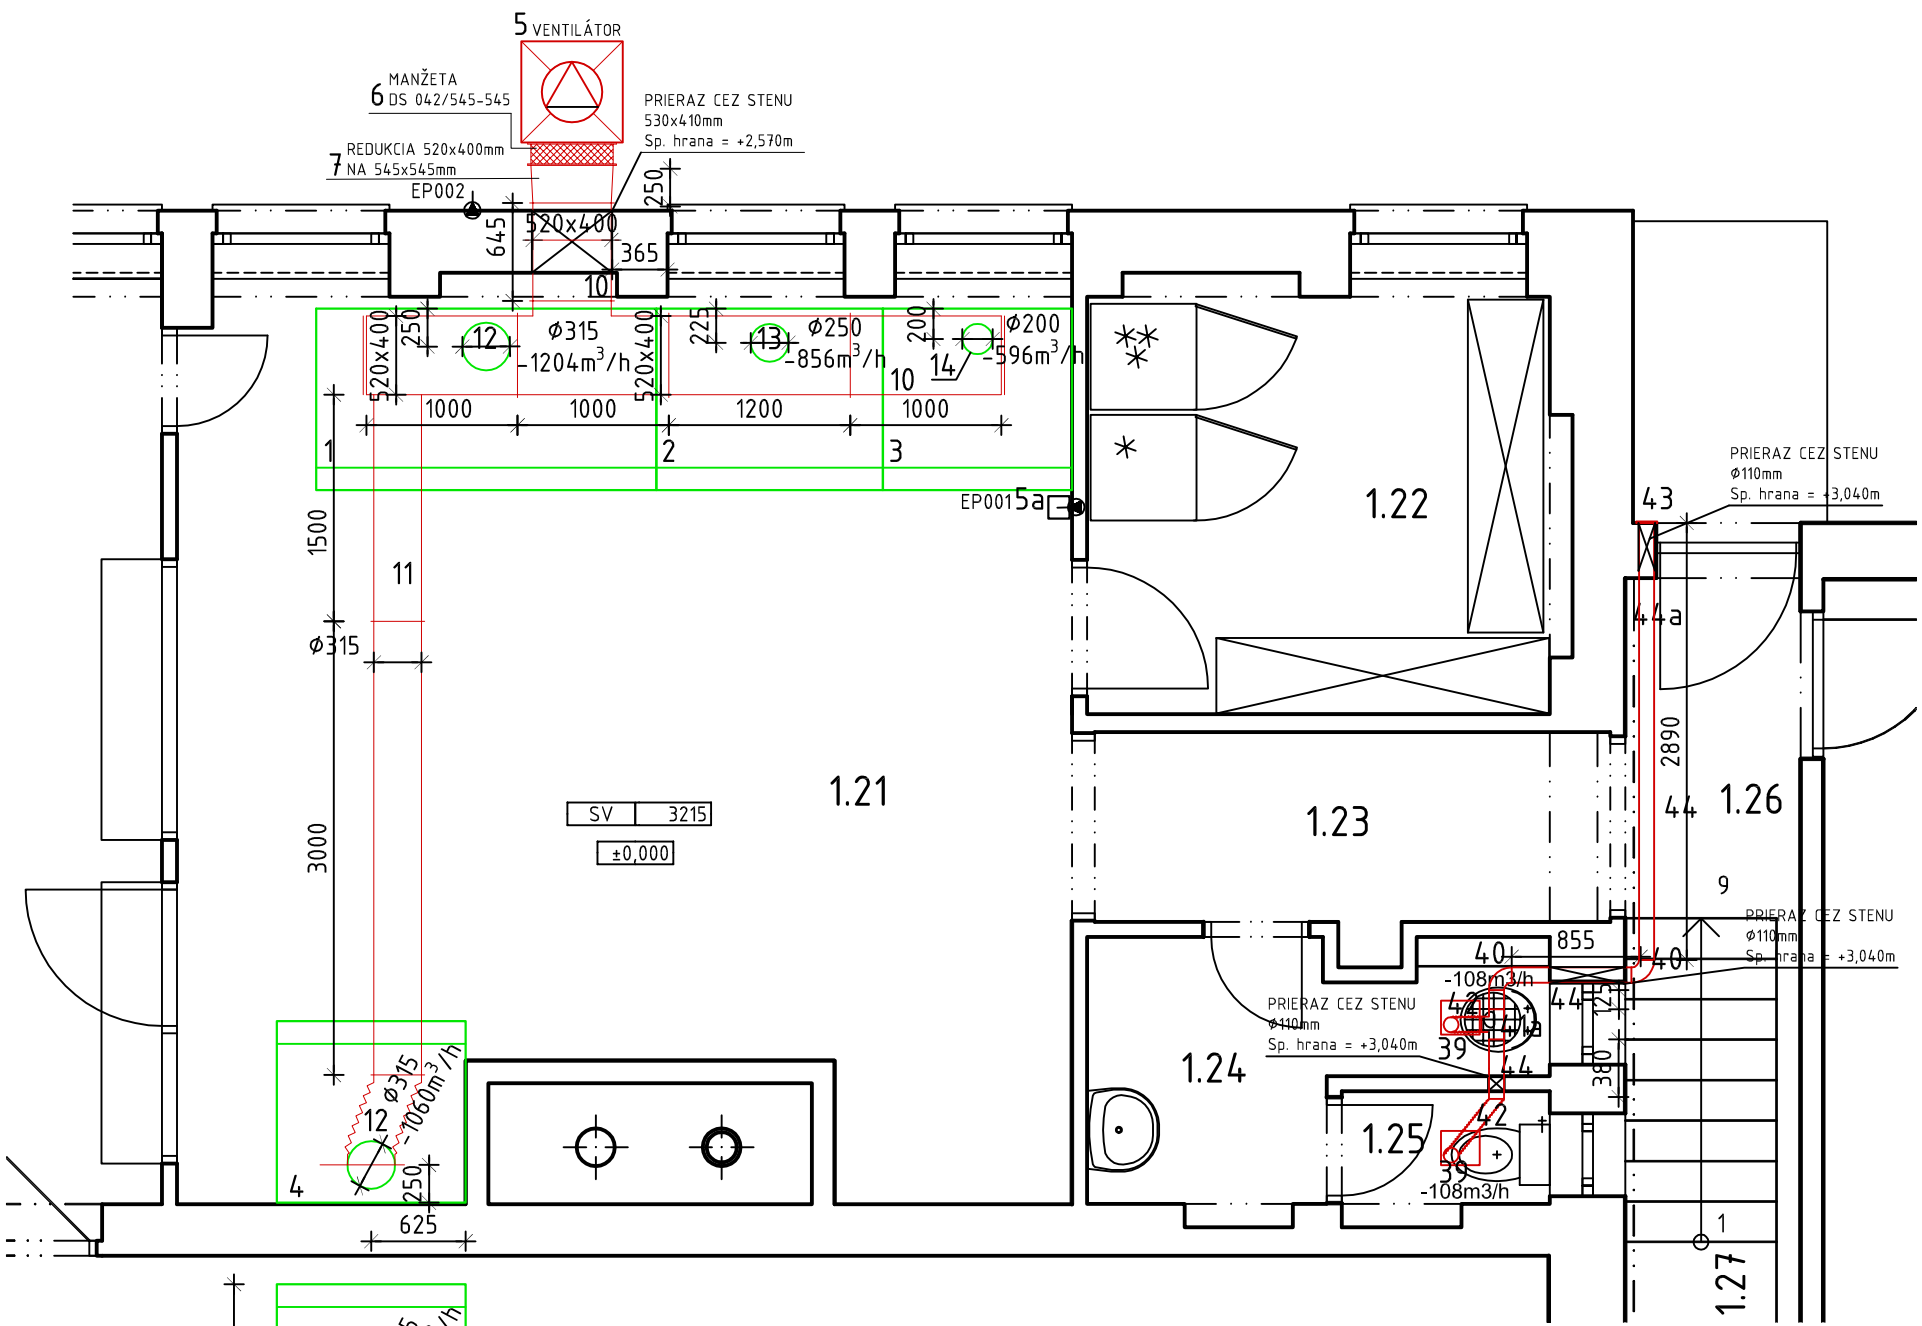 5 VENTILÁTOR
6 MANŽETA
DS 042/545-545
7 REDUKCIA 520x400mm
NA 545x545mm
PRIERAZ CEZ STENU
530x410mm
Sp. hrana = +2,570m
EP002
645
520x400
250
365
10
520x400
250
12
Ø315
-1204m³/h
520x400
225
13
Ø250
-856m³/h
200
14
Ø200
-596m³/h
10
1000
1000
1200
1000
1
2
3
EP001 5a
1500
11
Ø315
3000
1.21
SV 3215
±0,000
1.22
PRIERAZ CEZ STENU
Ø110mm
Sp. hrana = +3,040m
43
44a
2890
44
1.26
1.23
9
PRIERAZ CEZ STENU
Ø110mm
Sp. hrana = +3,040m
40
855
40
-108m3/h
42
44
125
41a
39
PRIERAZ CEZ STENU
Ø110mm
Sp. hrana = +3,040m
44
380
1.24
42
1.25
39
-108m3/h
Ø315
-1060m³/h
12
4
250
625
1
1.27